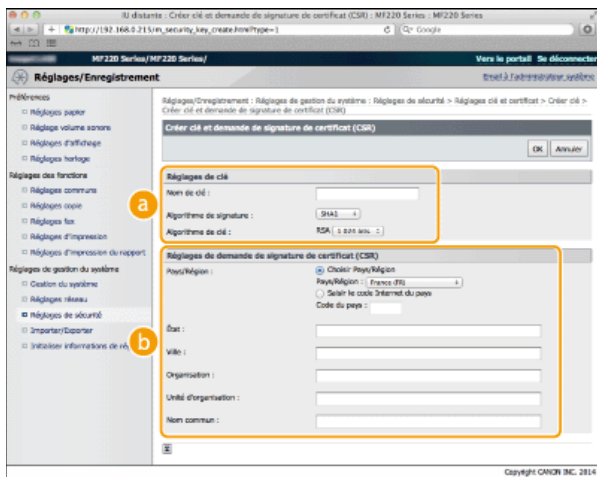 IU distante : Créer clé et demande de signature de certificat (CSR) : MF220 Series : MF220 Series
http://192.168.0.215/m_security_key_create.html?type=1
Google
MF220 Series/MF220 Series/
Vers le portail Se déconnecter
Réglages/Enregistrement
Email à l'administrateur système
Préférences
Réglages papier
Réglage volume sonore
Réglages d'affichage
Réglages horloge
Réglages des fonctions
Réglages communs
Réglages copie
Réglages fax
Réglages d'impression
Réglages d'impression du rapport
Réglages de gestion du système
Gestion du système
Réglages réseau
Réglages de sécurité
Importer/Exporter
Initialiser informations de
Réglages/Enregistrement : Réglages de gestion du système : Réglages de sécurité > Réglages clé et certificat > Créer clé >
Créer clé et demande de signature de certificat (CSR)
Créer clé et demande de signature de certificat (CSR)
OK Annuler
a
Réglages de clé
Nom de clé :
Algorithme de signature : SHA1
Algorithme de clé : RSA
b
Réglages de demande de signature de certificat (CSR)
Pays/Région : Choisir Pays/Région
Pays/Région : France (FR)
Saisir le code Internet du pays
Code du pays :
État :
Ville :
Organisation :
Unité d'organisation :
Nom commun :
Copyright CANON INC. 2014